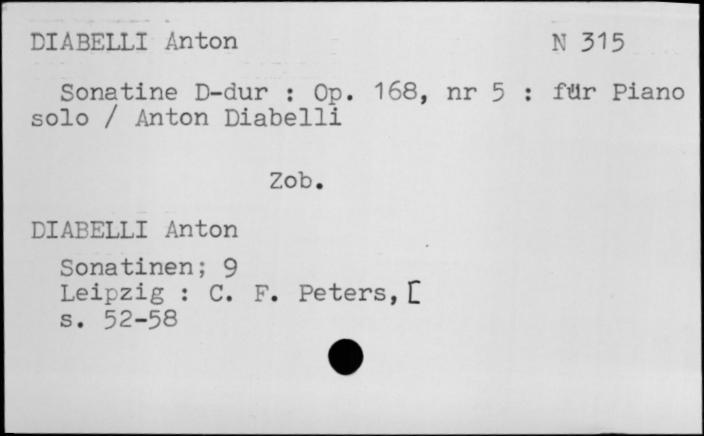 DIABELLI Anton N 315
Sonatine D-dur : Op. 168, nr 5 : für Piano
solo / Anton Diabelli
Zob.
DIABELLI Anton
Sonatinen; 9
Leipzig : C. F. Peters, [
s. 52-58